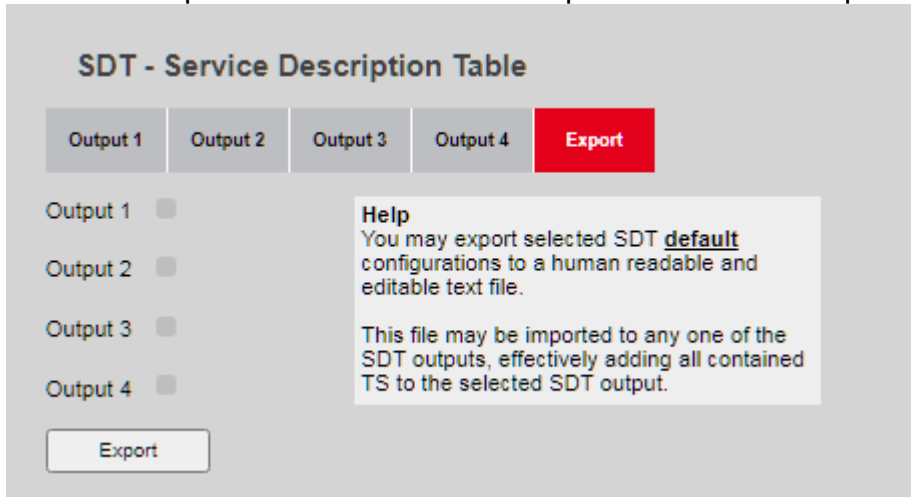 SDT - Service Description Table
Output 1 Output 2 Output 3 Output 4 Export
Output 1
Output 2
Output 3
Output 4
Export
Help
You may export selected SDT default
configurations to a human readable and
editable text file.
This file may be imported to any one of the
SDT outputs, effectively adding all contained
TS to the selected SDT output.